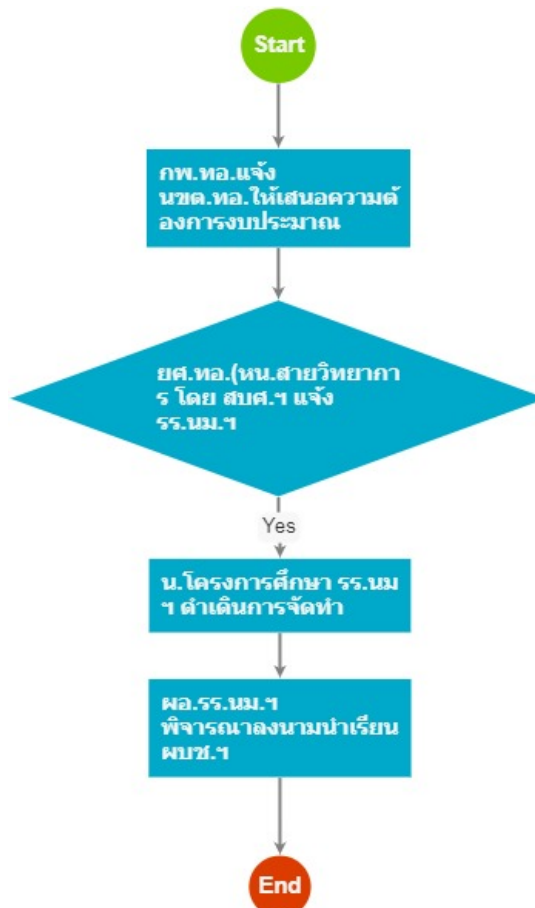 Start
กพ.ทอ.แจ้ง
นขต.ทอ.ให้เสนอความต้
องการงบประมาณ
ยศ.ทอ.(หน.สายวิทยากา
ร โดย สบศ.ฯ แจ้ง
รร.นม.ฯ
Yes
น.โครงการศึกษา รร.นม
ฯ ดำเดินการจัดทำ
ผอ.รร.นม.ฯ
พิจารณาลงนามนำเรียน
ผบช.ฯ
End